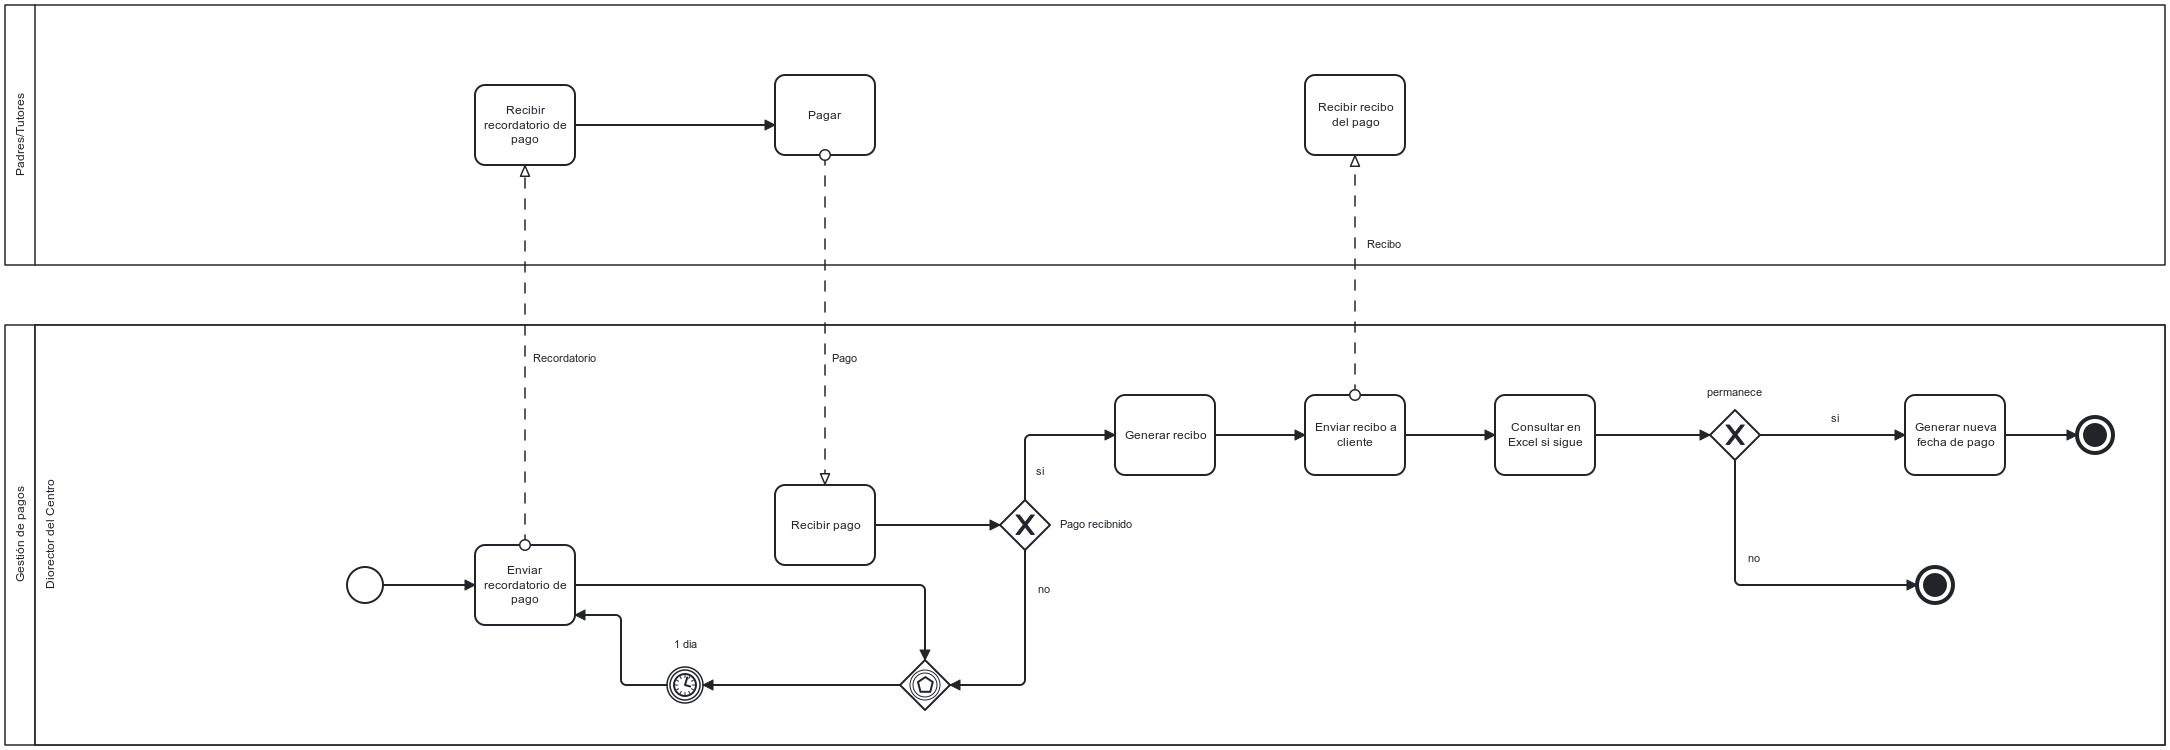 Padres/Tutores
Recibir
recordatorio de
pago
Pagar
Recibir recibo
del pago
Recibo
Gestión de pagos
Diorector del Centro
Recordatorio
Pago
Enviar
recordatorio de
pago
1 dia
Recibir pago
Pago recibnido
si
no
Generar recibo
Enviar recibo a
cliente
Consultar en
Excel si sigue
permanece
si
no
Generar nueva
fecha de pago